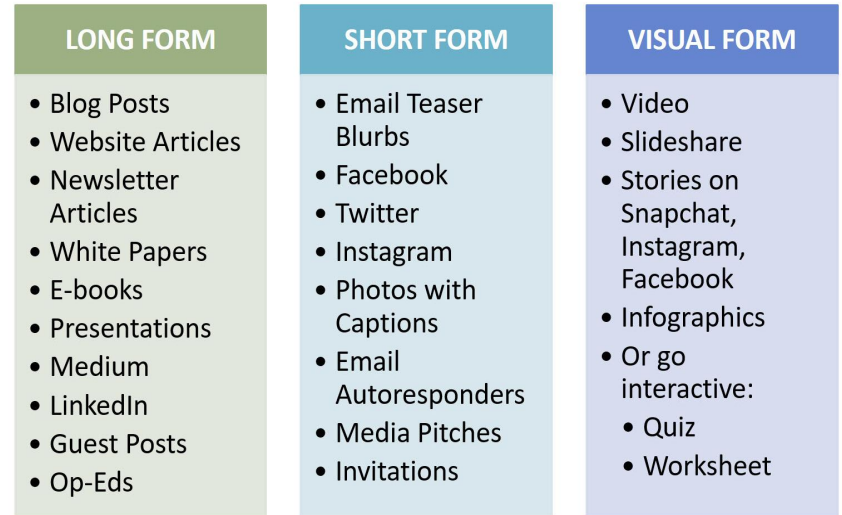 LONG FORM
• Blog Posts
• Website Articles
• Newsletter
Articles
• White Papers
• E-books
• Presentations
• Medium
• LinkedIn
• Guest Posts
• Op-Eds
SHORT FORM
• Email Teaser
Blurbs
• Facebook
• Twitter
• Instagram
• Photos with
Captions
• Email
Autoresponders
• Media Pitches
• Invitations
VISUAL FORM
• Video
• Slideshare
• Stories on
Snapchat,
Instagram,
Facebook
• Infographics
• Or go
interactive:
• Quiz
• Worksheet